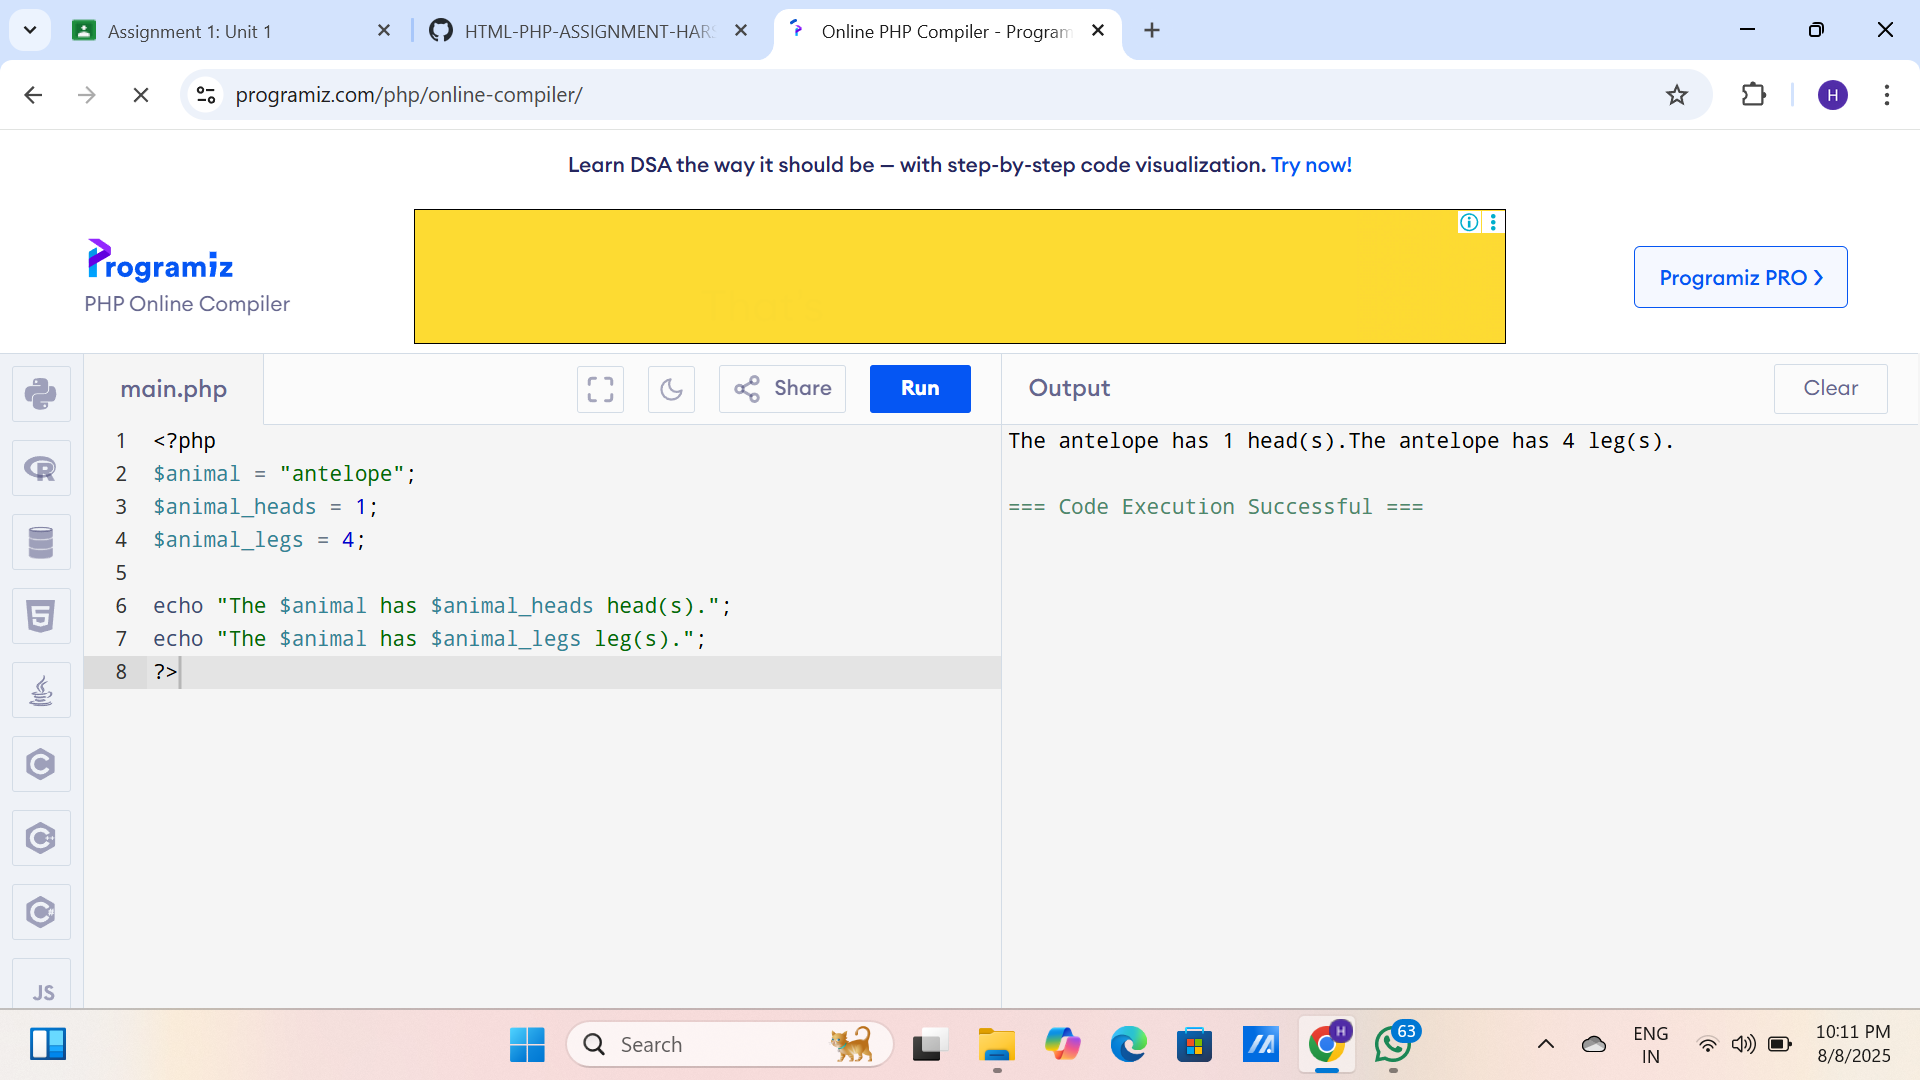 Assignment 1: Unit 1
HTML-PHP-ASSIGNMENT-HARS
Online PHP Compiler - Program
programiz.com/php/online-compiler/
H
Learn DSA the way it should be — with step-by-step code visualization. Try now!
Programiz
PHP Online Compiler
Programiz PRO
main.php
Share
Run
Output
Clear
1 <?php
2 $animal = "antelope";
3 $animal_heads = 1;
4 $animal_legs = 4;
5
6 echo "The $animal has $animal_heads head(s).";
7 echo "The $animal has $animal_legs leg(s).";
8 ?>
The antelope has 1 head(s).The antelope has 4 leg(s).
=== Code Execution Successful ===
R
5
C
C++
C#
JS
Search
H
63
ENG
IN
10:11 PM
8/8/2025